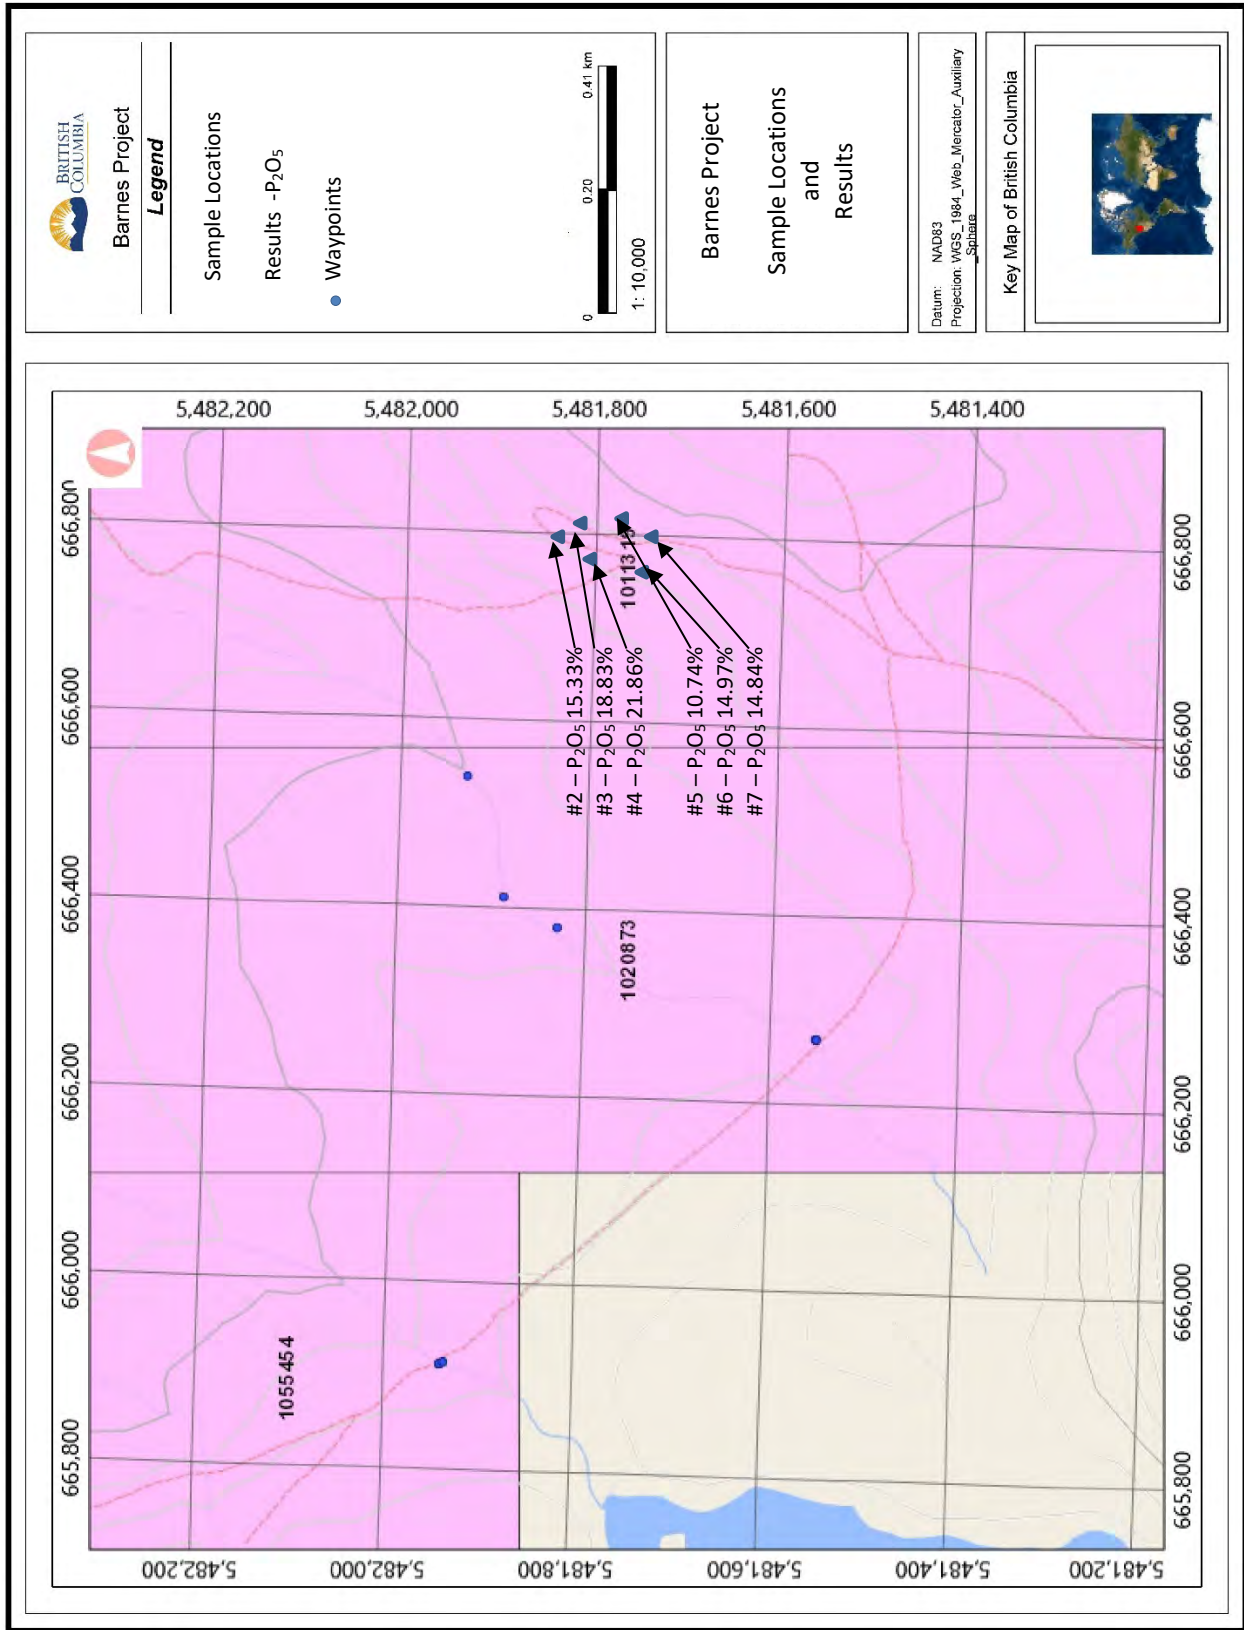 BRITISH
COLUMBIA
Barnes Project
Legend
Sample Locations
Results -P₂O₅
Waypoints
0 0.20 0.41 km
1: 10,000
Barnes Project
Sample Locations
and
Results
Datum: NAD83
Projection: WGS_1984_Web_Mercator_Auxiliary
_Sphere
Key Map of British Columbia
665,800 666,000 666,200 666,400 666,600 666,800
5,482,200
5,482,000
5,481,800
5,481,600
5,481,400
5,482,200
5,482,000
5,481,800
5,481,600
5,481,400
5,481,200
1055454
1020873
#2 – P₂O₅ 15.33%
#3 – P₂O₅ 18.83%
#4 – P₂O₅ 21.86%
#5 – P₂O₅ 10.74%
#6 – P₂O₅ 14.97%
#7 – P₂O₅ 14.84%
665,800 666,000 666,200 666,400 666,600 666,800